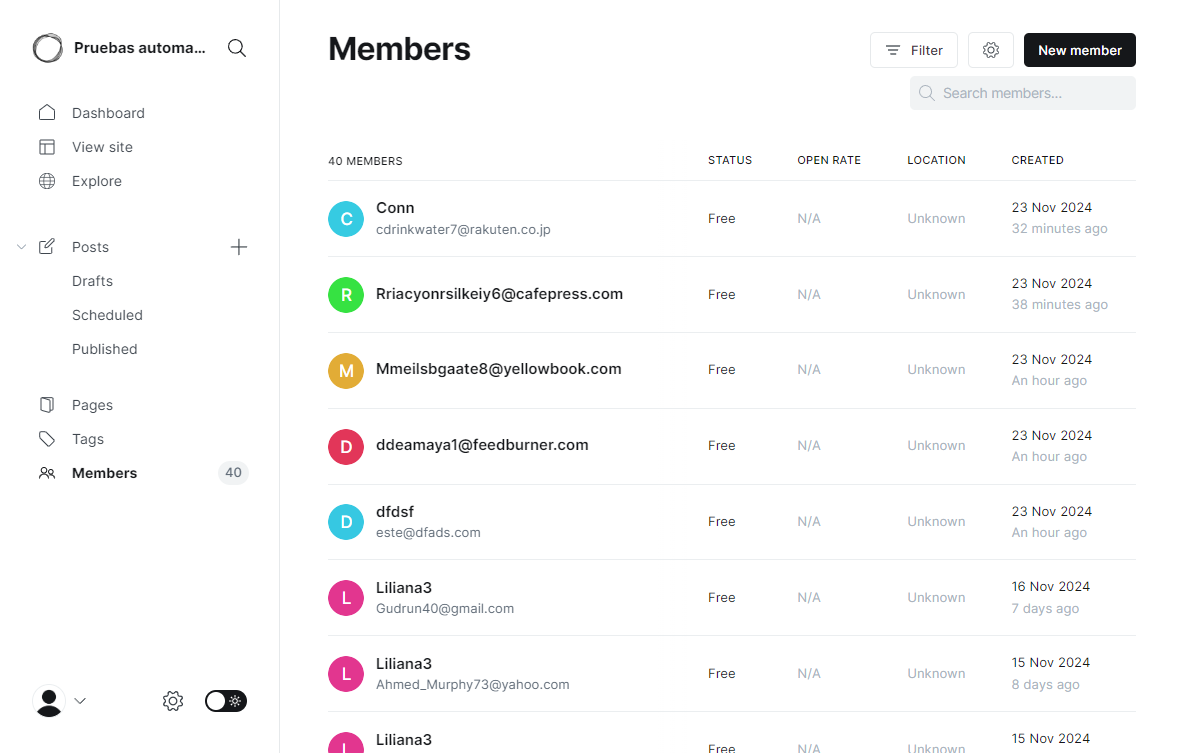 Pruebas automa...
Dashboard
View site
Explore
Posts
Drafts
Scheduled
Published
Pages
Tags
Members 40
Members
Filter
New member
Search members...
40 MEMBERS STATUS OPEN RATE LOCATION CREATED
C Conn cdrinkwater7@rakuten.co.jp Free N/A Unknown 23 Nov 2024 32 minutes ago
R Rriacyonrsilkeiy6@cafepress.com Free N/A Unknown 23 Nov 2024 38 minutes ago
M Mmeilsbgaate8@yellowbook.com Free N/A Unknown 23 Nov 2024 An hour ago
D ddeamaya1@feedburner.com Free N/A Unknown 23 Nov 2024 An hour ago
D dfdsf este@dfads.com Free N/A Unknown 23 Nov 2024 An hour ago
L Liliana3 Gudrun40@gmail.com Free N/A Unknown 16 Nov 2024 7 days ago
L Liliana3 Ahmed_Murphy73@yahoo.com Free N/A Unknown 15 Nov 2024 8 days ago
L Liliana3 Free N/A Unknown 15 Nov 2024